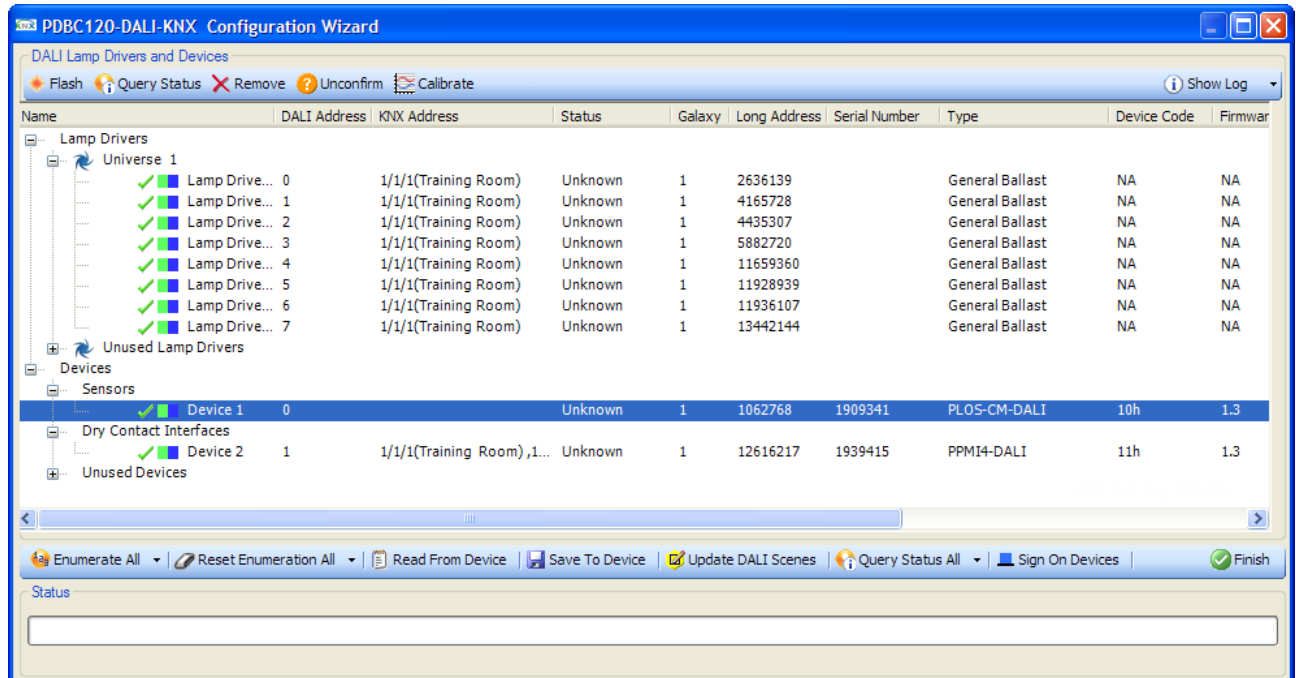 KNX PDBC120-DALI-KNX Configuration Wizard
DALI Lamp Drivers and Devices
Flash Query Status Remove Unconfirm Calibrate Show Log
Name DALI Address KNX Address Status Galaxy Long Address Serial Number Type Device Code Firmwar
Lamp Drivers
Universe 1
Lamp Drive... 0 1/1/1(Training Room) Unknown 1 2636139 General Ballast NA NA
Lamp Drive... 1 1/1/1(Training Room) Unknown 1 4165728 General Ballast NA NA
Lamp Drive... 2 1/1/1(Training Room) Unknown 1 4435307 General Ballast NA NA
Lamp Drive... 3 1/1/1(Training Room) Unknown 1 5882720 General Ballast NA NA
Lamp Drive... 4 1/1/1(Training Room) Unknown 1 11659360 General Ballast NA NA
Lamp Drive... 5 1/1/1(Training Room) Unknown 1 11928939 General Ballast NA NA
Lamp Drive... 6 1/1/1(Training Room) Unknown 1 11936107 General Ballast NA NA
Lamp Drive... 7 1/1/1(Training Room) Unknown 1 13442144 General Ballast NA NA
Unused Lamp Drivers
Devices
Sensors
Device 1 0 Unknown 1 1062768 1909341 PLOS-CM-DALI 10h 1.3
Dry Contact Interfaces
Device 2 1 1/1/1(Training Room),1... Unknown 1 12616217 1939415 PPMI4-DALI 11h 1.3
Unused Devices
Enumerate All Reset Enumeration All Read From Device Save To Device Update DALI Scenes Query Status All Sign On Devices Finish
Status